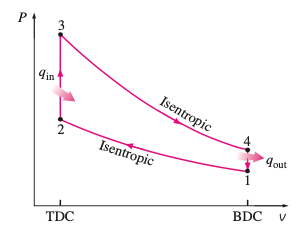 P
3
q_in
Isentropic
2
Isentropic
4
q_out
1
TDC
BDC
v